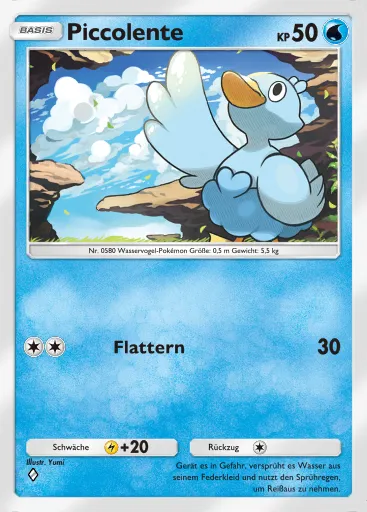 BASIS Piccolente KP 50
Nr. 0580 Wasservogel-Pokémon Größe: 0,5 m Gewicht: 5,5 kg
Flattern 30
Schwäche +20 Rückzug
Illustr. Yumi
Gerät es in Gefahr, versprüht es Wasser aus
seinem Federkleid und nutzt den Sprühregen,
um Reißaus zu nehmen.